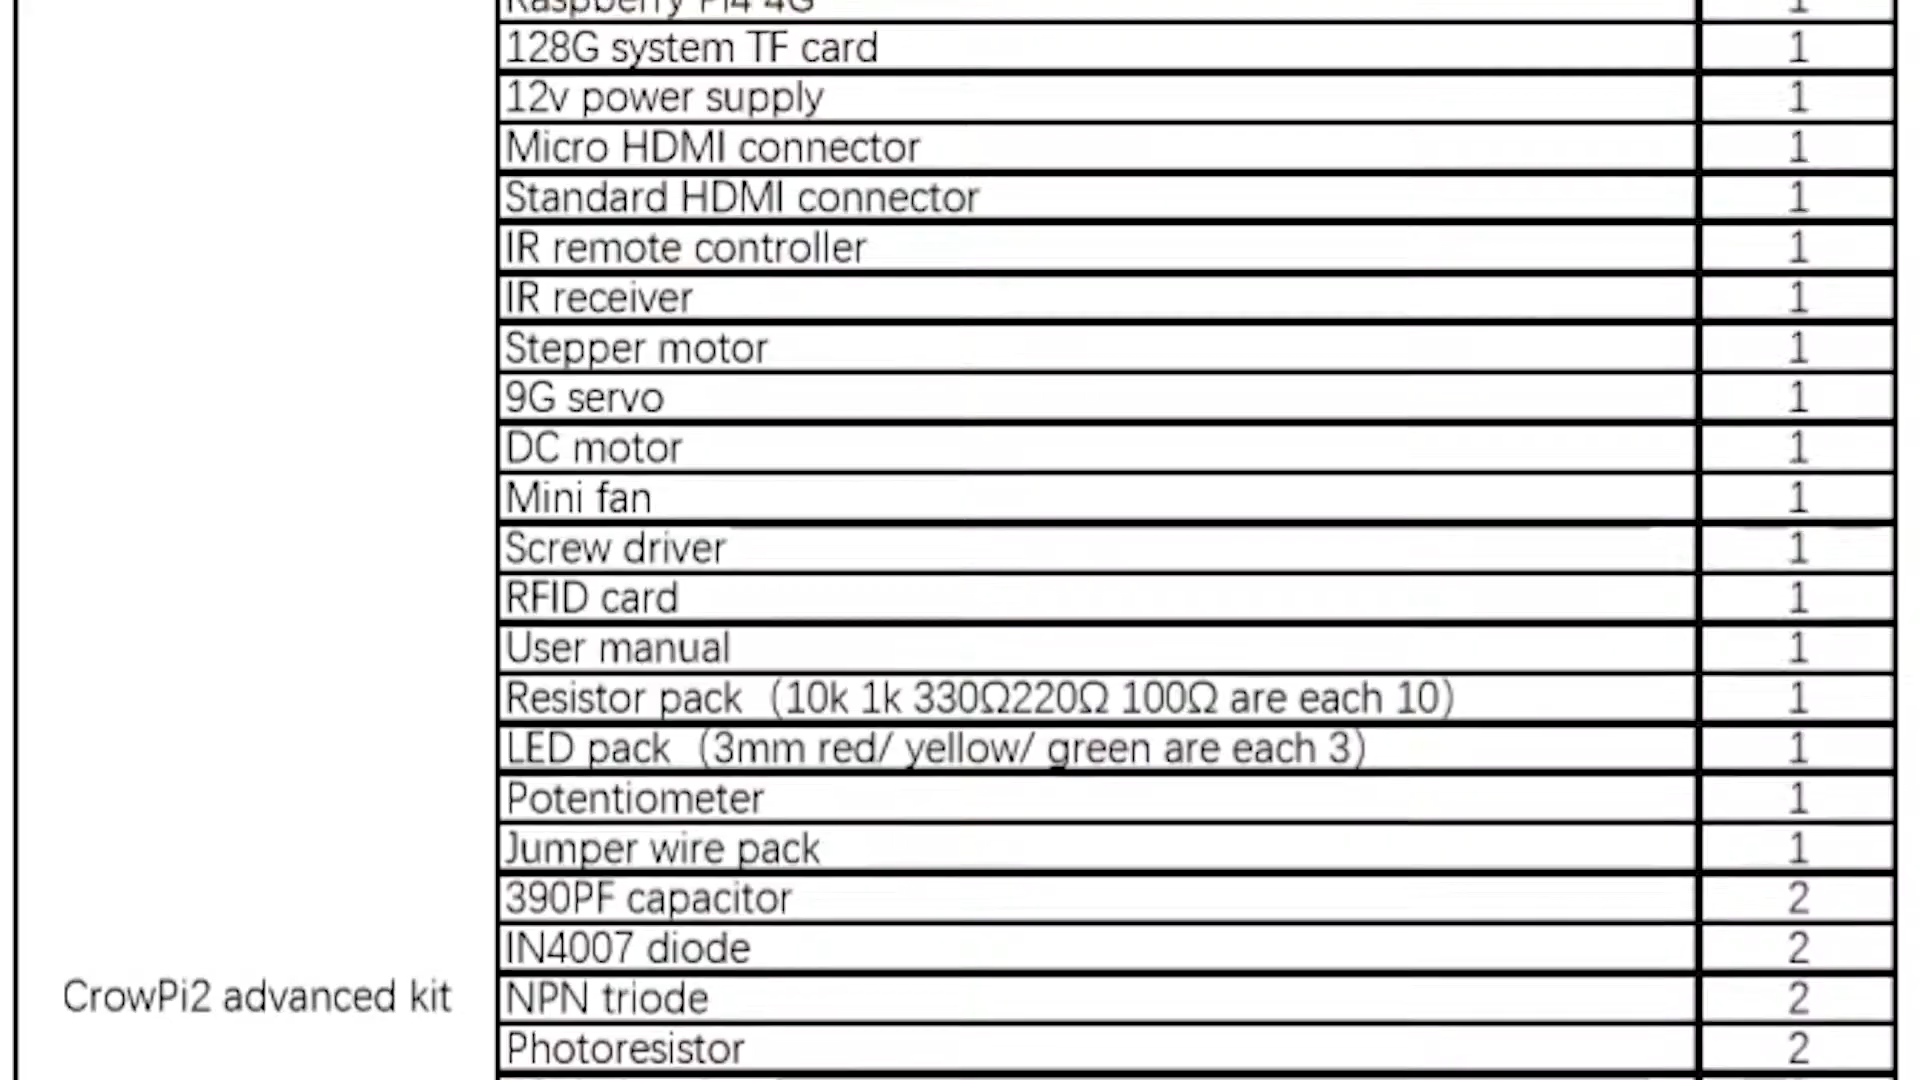 Raspberry Pi4 4G 1
128G system TF card 1
12v power supply 1
Micro HDMI connector 1
Standard HDMI connector 1
IR remote controller 1
IR receiver 1
Stepper motor 1
9G servo 1
DC motor 1
Mini fan 1
Screw driver 1
RFID card 1
User manual 1
Resistor pack（10k 1k 330Ω220Ω 100Ω are each 10） 1
LED pack（3mm red/ yellow/ green are each 3） 1
Potentiometer 1
Jumper wire pack 1
390PF capacitor 2
IN4007 diode 2
CrowPi2 advanced kit NPN triode 2
Photoresistor 2